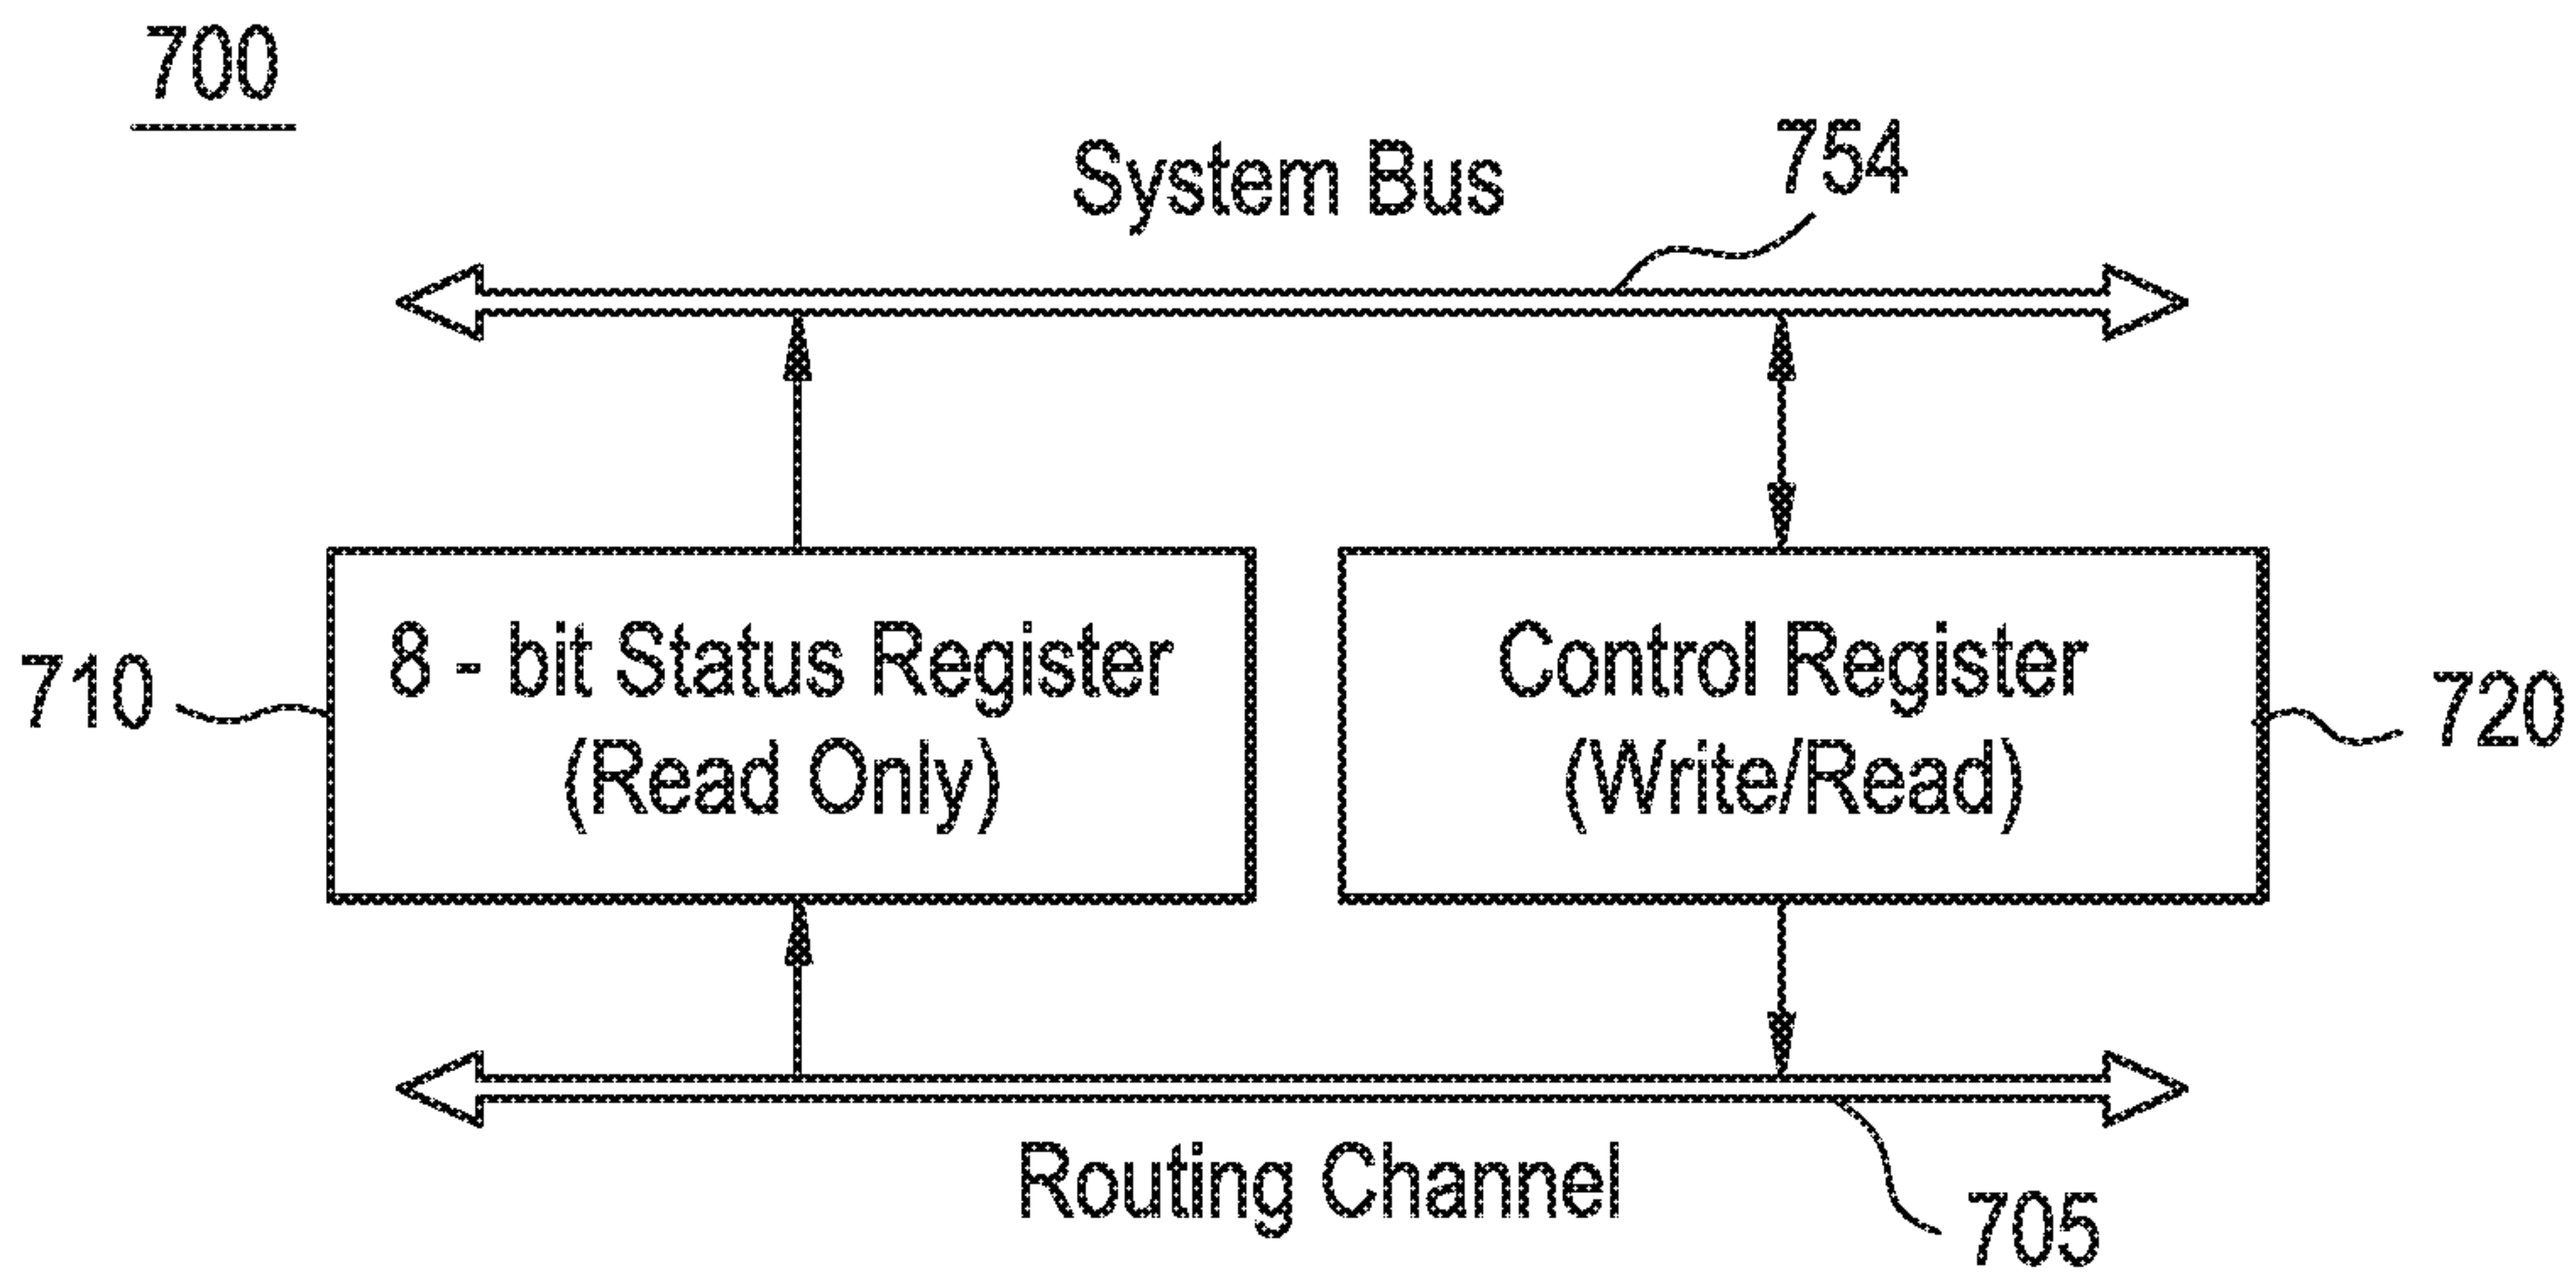 700
754
System Bus
8 - bit Status Register
(Read Only)
710
Control Register
(Write/Read)
720
Routing Channel
705